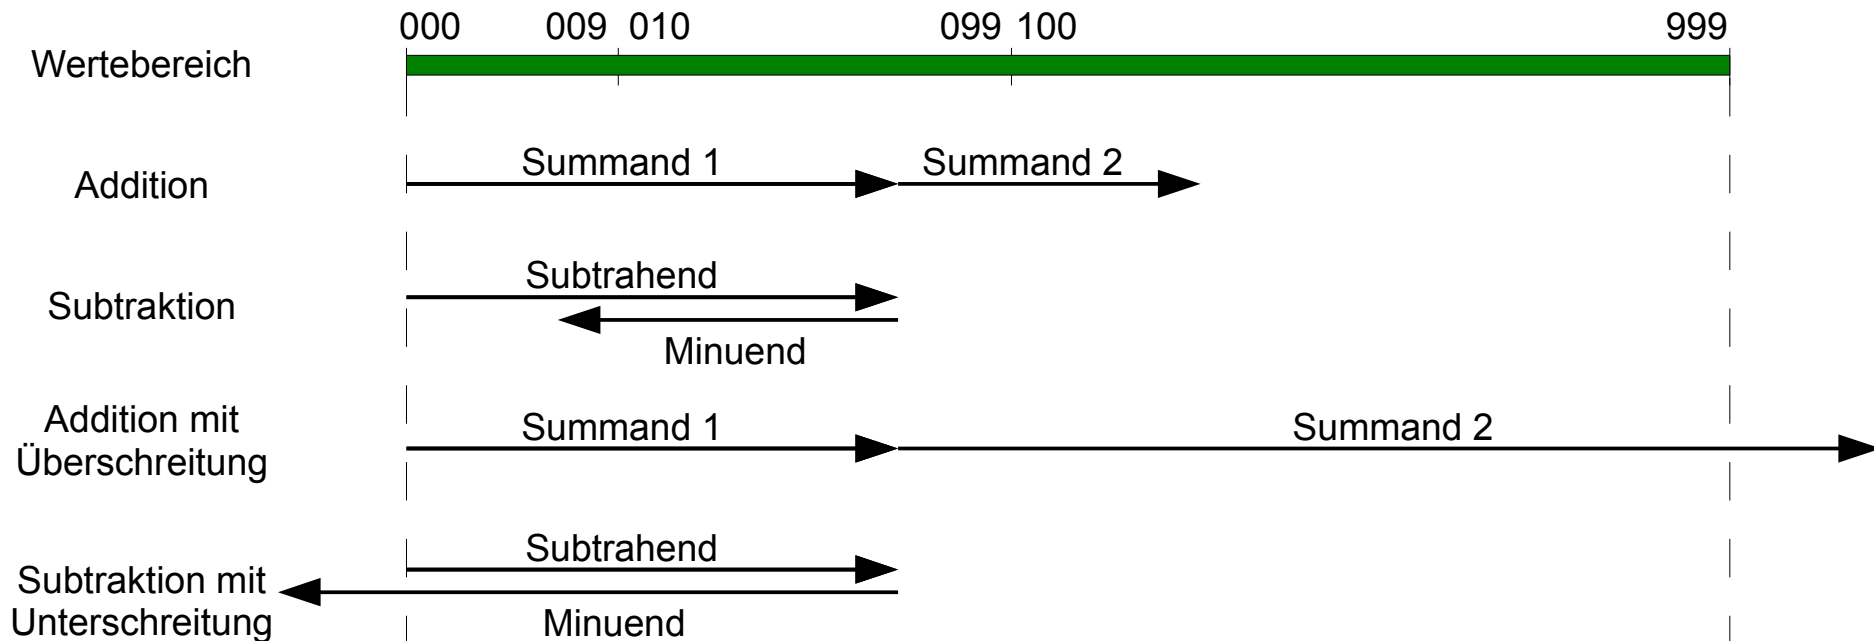 000 009 010 099 100 999
Wertebereich
Summand 1 Summand 2
Addition
Subtrahend
Subtraktion
Minuend
Addition mit
Überschreitung
Summand 1 Summand 2
Subtrahend
Subtraktion mit
Unterschreitung
Minuend